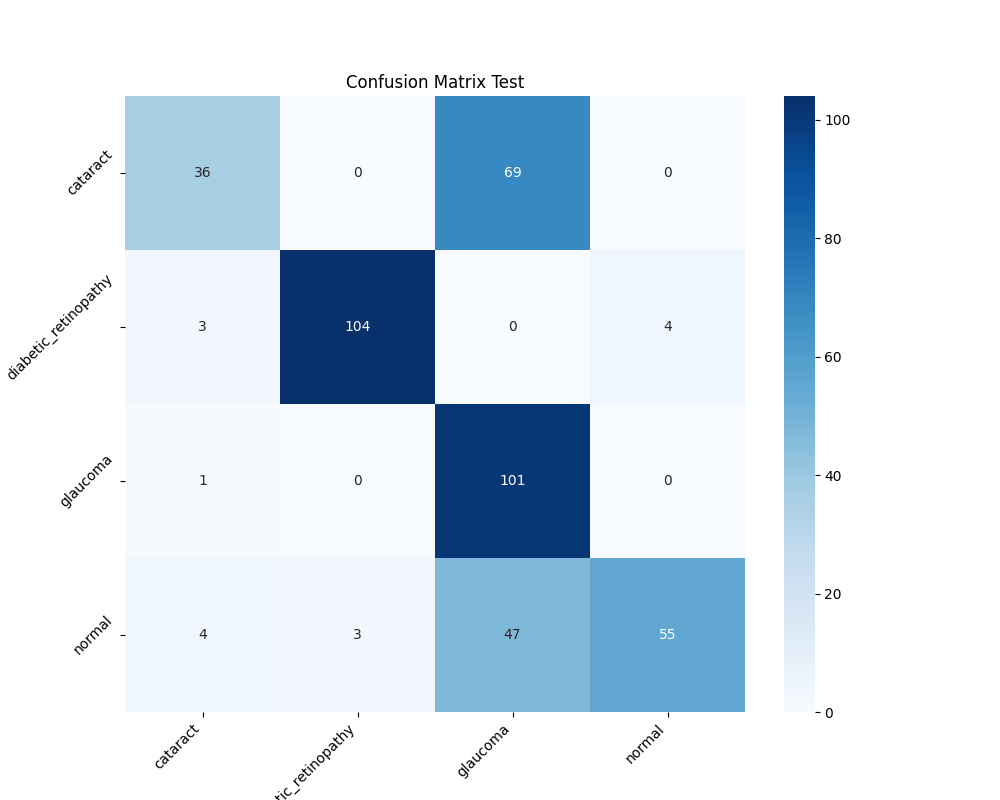 Confusion Matrix Test
cataract
36 0 69 0
diabetic_retinopathy
3 104 0 4
glaucoma
1 0 101 0
normal
4 3 47 55
cataract
tic_retinopathy
glaucoma
normal
100
80
60
40
20
0